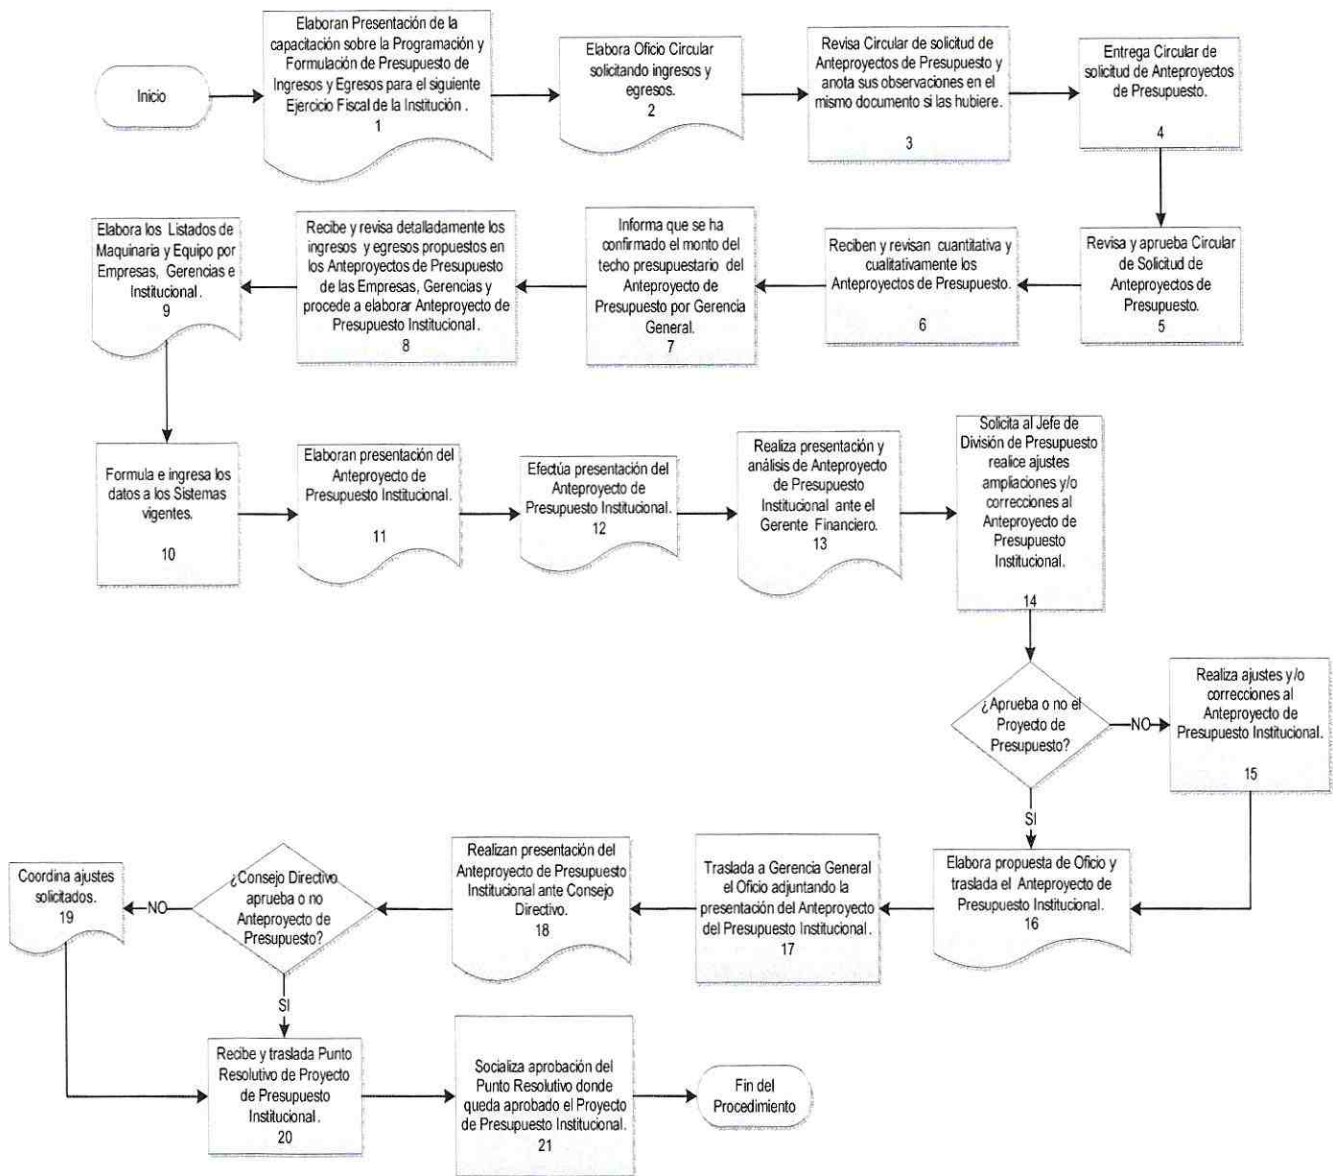 Inicio
Elaboran Presentación de la
capacitación sobre la Programación y
Formulación de Presupuesto de
Ingresos y Egresos para el siguiente
Ejercicio Fiscal de la Institución.
1
Elabora Oficio Circular
solicitando ingresos y
egresos.
2
Revisa Circular de solicitud de
Anteproyectos de Presupuesto y
anota sus observaciones en el
mismo documento si las hubiere.
3
Entrega Circular de
solicitud de Anteproyectos
de Presupuesto.
4
Revisa y aprueba Circular
de Solicitud de
Anteproyectos de
Presupuesto.
5
Reciben y revisan cuantitativa y
cualitativamente los
Anteproyectos de Presupuesto.
6
Informa que se ha
confirmado el monto del
techo presupuestario del
Anteproyecto de
Presupuesto por Gerencia
General.
7
Recibe y revisa detalladamente los
ingresos y egresos propuestos en
los Anteproyectos de Presupuesto
de las Empresas, Gerencias y
procede a elaborar Anteproyecto de
Presupuesto Institucional.
8
Elabora los Listados de
Maquinaria y Equipo por
Empresas, Gerencias e
Institucional.
9
Formula e ingresa los
datos a los Sistemas
vigentes.
10
Elaboran presentación del
Anteproyecto de
Presupuesto Institucional.
11
Efectúa presentación del
Anteproyecto de
Presupuesto Institucional.
12
Realiza presentación y
análisis de Anteproyecto
de Presupuesto
Institucional ante el
Gerente Financiero.
13
Solicita al Jefe de
División de Presupuesto
realice ajustes
ampliaciones y/o
correcciones al
Anteproyecto de
Presupuesto
Institucional.
14
¿Aprueba o no el
Proyecto de
Presupuesto?
NO
Realiza ajustes y/o
correcciones al
Anteproyecto de
Presupuesto Institucional.
15
SI
Elabora propuesta de Oficio y
traslada el Anteproyecto de
Presupuesto Institucional.
16
Traslada a Gerencia General
el Oficio adjuntando la
presentación del Anteproyecto
del Presupuesto Institucional.
17
Realizan presentación del
Anteproyecto de Presupuesto
Institucional ante Consejo
Directivo.
18
¿Consejo Directivo
aprueba o no
Anteproyecto de
Presupuesto?
NO
Coordina ajustes
solicitados.
19
SI
Recibe y traslada Punto
Resolutivo de Proyecto
de Presupuesto
Institucional.
20
Socializa aprobación del
Punto Resolutivo donde
queda aprobado el Proyecto
de Presupuesto Institucional.
21
Fin del
Procedimiento